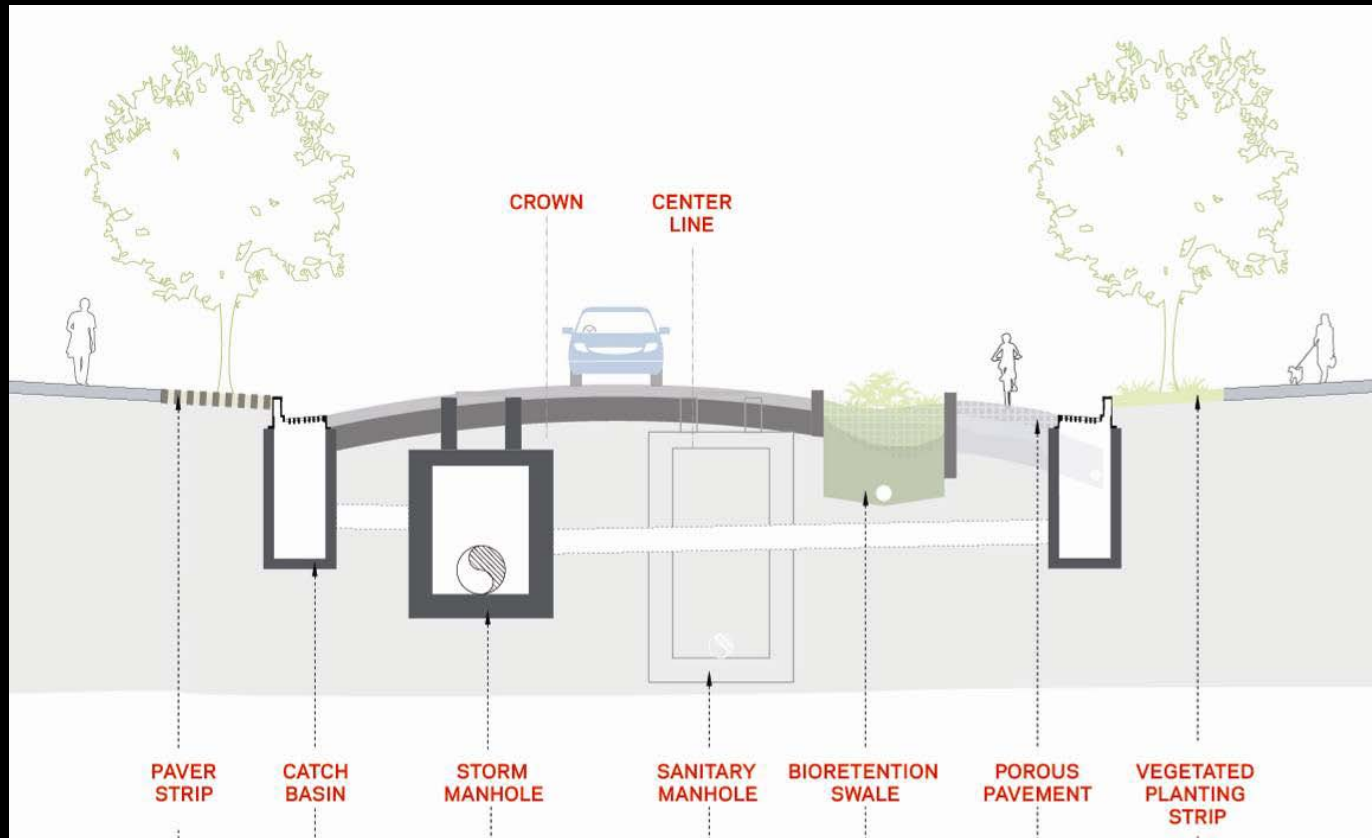 CROWN
CENTER
LINE
PAVER
STRIP
CATCH
BASIN
STORM
MANHOLE
SANITARY
MANHOLE
BIORETENTION
SWALE
POROUS
PAVEMENT
VEGETATED
PLANTING
STRIP